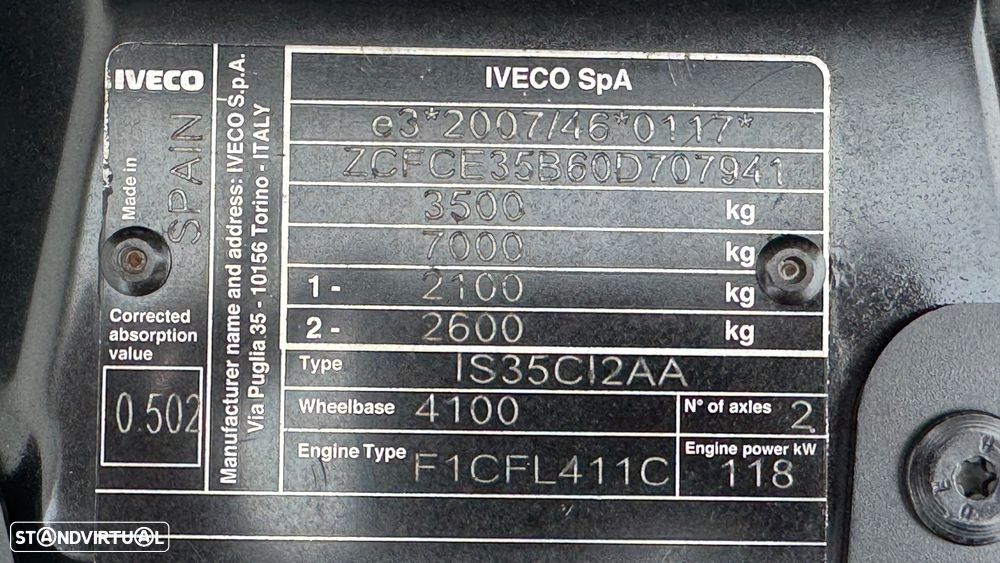 IVECO
Made in
SPAIN
Corrected
absorption
value
0.502
Manufacturer name and address: IVECO S.p.A.
Via Puglia 35 - 10156 Torino - ITALY
IVECO SpA
e3*2007/46*0117*
ZCFCE35B60D707941
3500 kg
7000 kg
1 - 2100 kg
2 - 2600 kg
Type IS35CI2AA
Wheelbase 4100 N° of axles 2
Engine Type F1CFL411C Engine power kW 118
STANDVIRTUAL